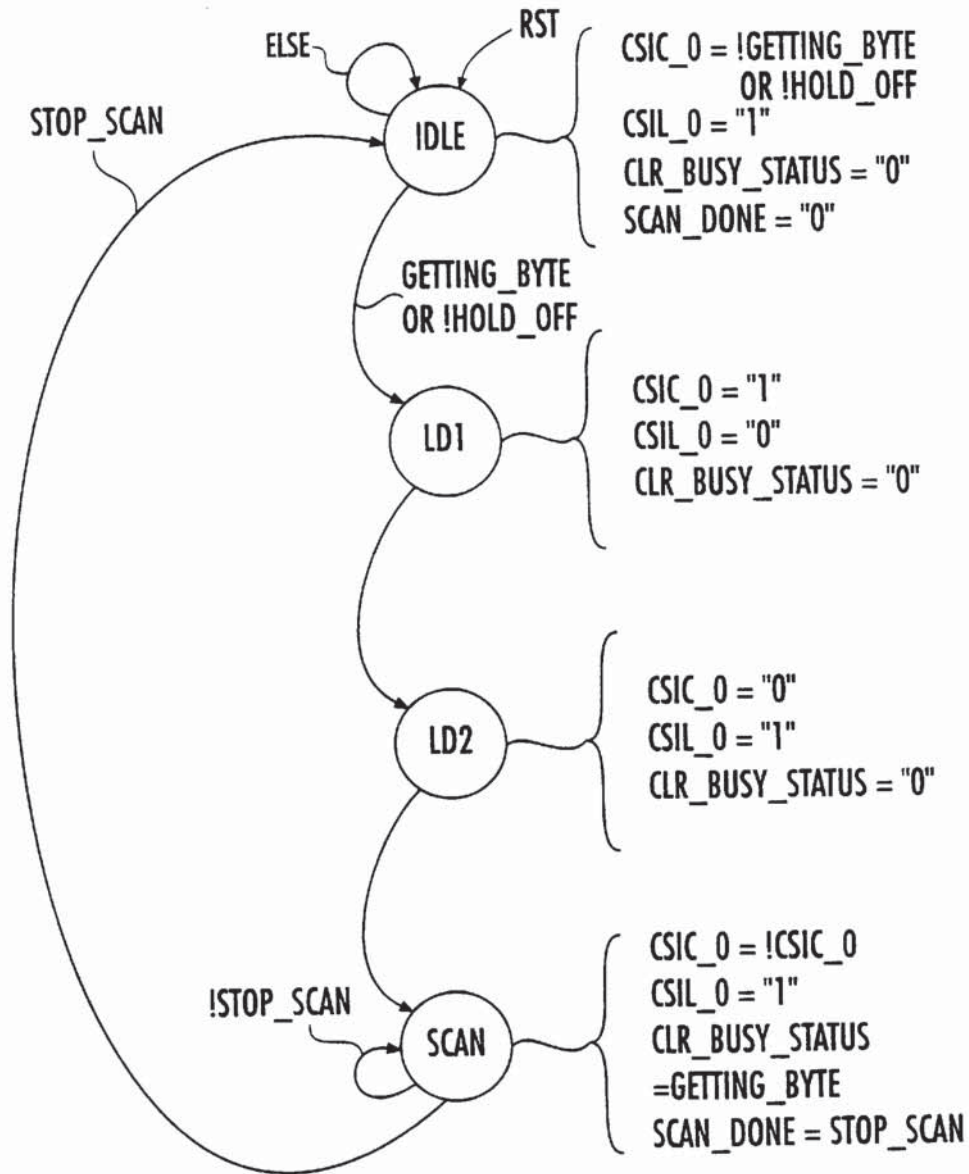 RST
ELSE
STOP_SCAN
IDLE
CSIC_0 = !GETTING_BYTE
OR !HOLD_OFF
CSIL_0 = "1"
CLR_BUSY_STATUS = "0"
SCAN_DONE = "0"
GETTING_BYTE
OR !HOLD_OFF
LD1
CSIC_0 = "1"
CSIL_0 = "0"
CLR_BUSY_STATUS = "0"
LD2
CSIC_0 = "0"
CSIL_0 = "1"
CLR_BUSY_STATUS = "0"
!STOP_SCAN
SCAN
CSIC_0 = !CSIC_0
CSIL_0 = "1"
CLR_BUSY_STATUS
=GETTING_BYTE
SCAN_DONE = STOP_SCAN